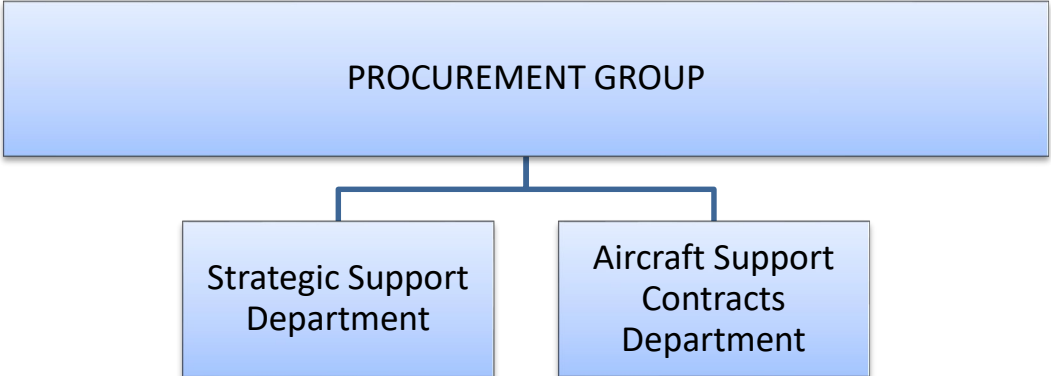 PROCUREMENT GROUP
Strategic Support
Department
Aircraft Support
Contracts
Department